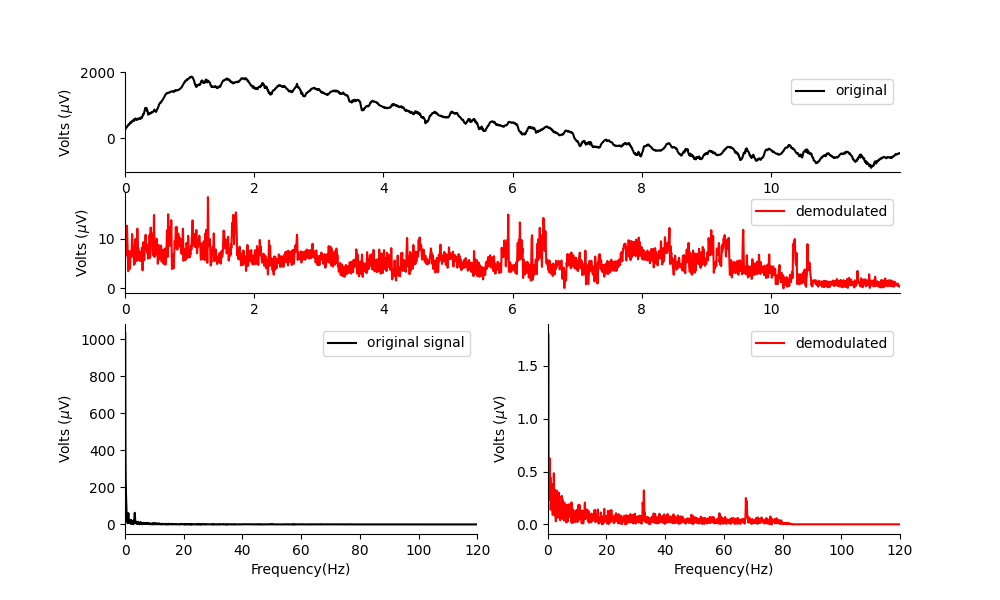 2000
0
Volts (μV)
original
0 2 4 6 8 10
10
0
Volts (μV)
demodulated
0 2 4 6 8 10
1000
800
600
400
200
0
Volts (μV)
original signal
0 20 40 60 80 100 120
Frequency(Hz)
1.5
1.0
0.5
0.0
Volts (μV)
demodulated
0 20 40 60 80 100 120
Frequency(Hz)